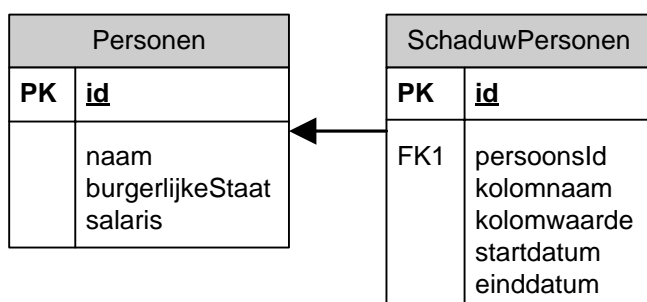 Personen
PK id
naam
burgerlijkeStaat
salaris
SchaduwPersonen
PK id
FK1 persoonsId
kolomnaam
kolomwaarde
startdatum
einddatum